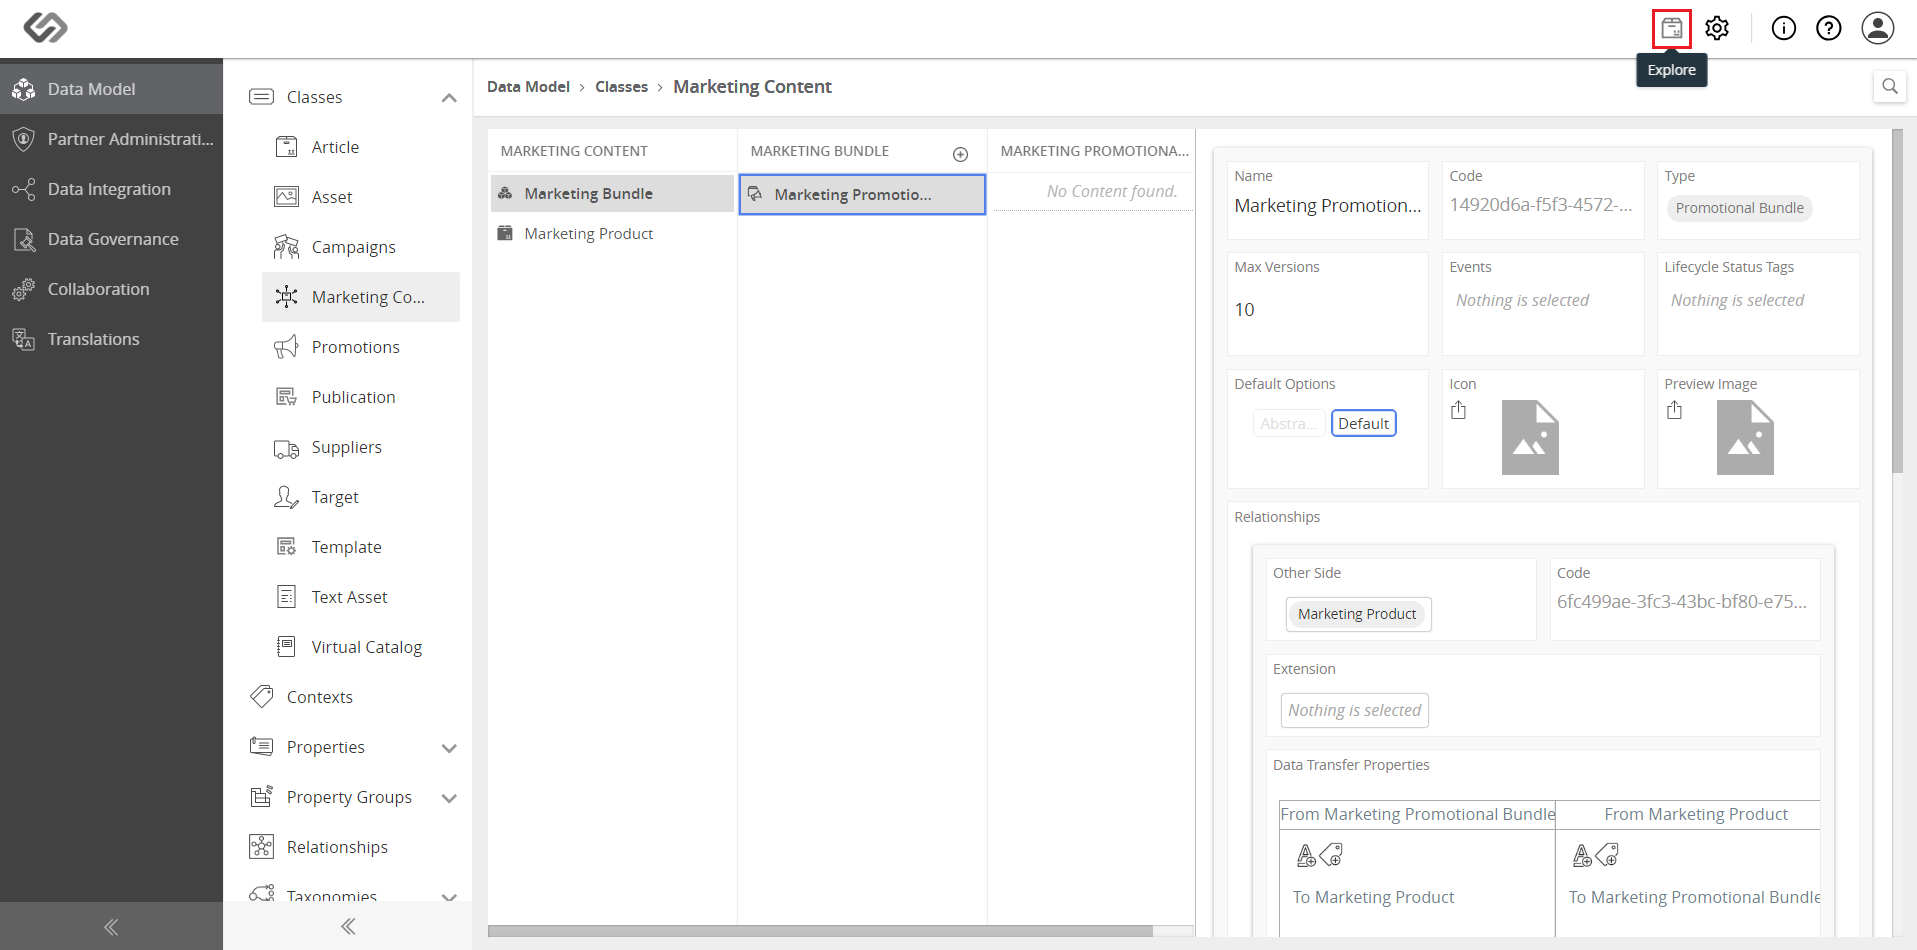 Explore
Data Model
Partner Administrati...
Data Integration
Data Governance
Collaboration
Translations
Classes
Article
Asset
Campaigns
Marketing Co...
Promotions
Publication
Suppliers
Target
Template
Text Asset
Virtual Catalog
Contexts
Properties
Property Groups
Relationships
Taxonomies
Data Model > Classes > Marketing Content
MARKETING CONTENT
Marketing Bundle
Marketing Product
MARKETING BUNDLE
Marketing Promotio...
MARKETING PROMOTIONA...
No Content found.
Name
Marketing Promotion...
Code
14920d6a-f5f3-4572-...
Type
Promotional Bundle
Max Versions
10
Events
Nothing is selected
Lifecycle Status Tags
Nothing is selected
Default Options
Abstra... Default
Icon
Preview Image
Relationships
Other Side
Marketing Product
Code
6fc499ae-3fc3-43bc-bf80-e75...
Extension
Nothing is selected
Data Transfer Properties
From Marketing Promotional Bundle
From Marketing Product
To Marketing Product
To Marketing Promotional Bundle